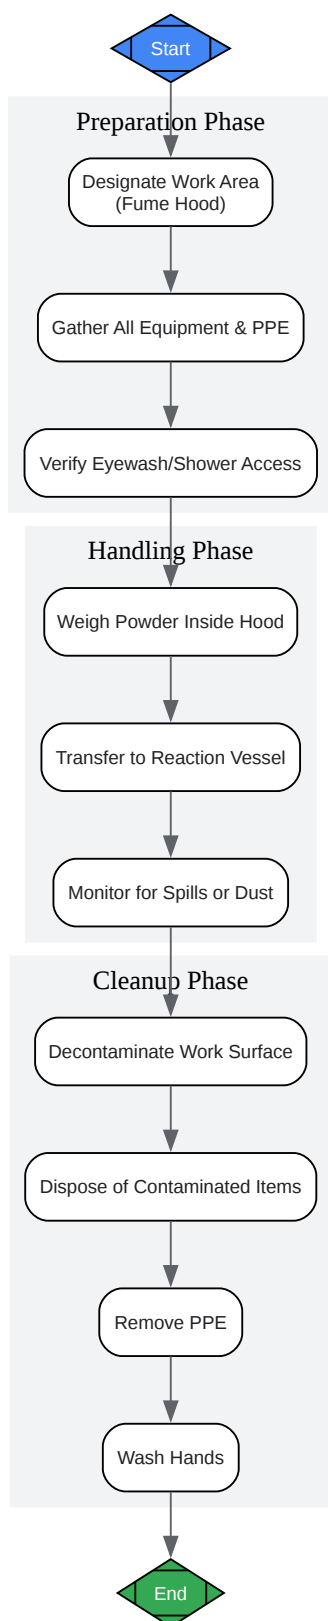 Start
Preparation Phase
Designate Work Area
(Fume Hood)
Gather All Equipment & PPE
Verify Eyewash/Shower Access
Handling Phase
Weigh Powder Inside Hood
Transfer to Reaction Vessel
Monitor for Spills or Dust
Cleanup Phase
Decontaminate Work Surface
Dispose of Contaminated Items
Remove PPE
Wash Hands
End